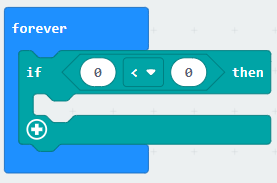 forever
if 0 < 0 then